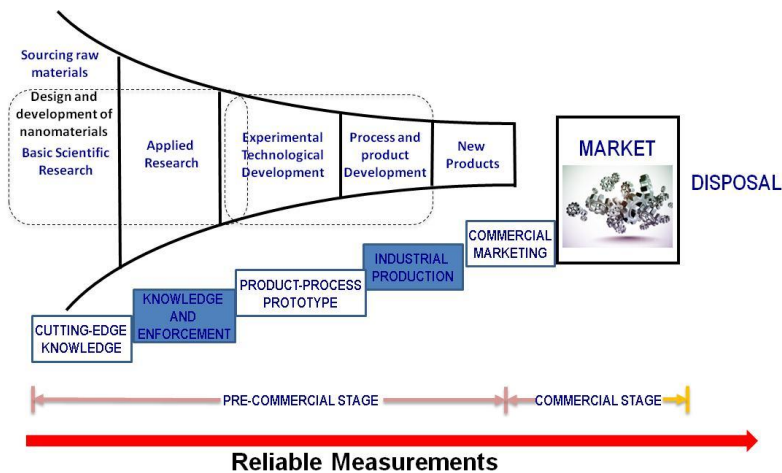 Sourcing raw
materials
Design and
development of
nanomaterials
Basic Scientific
Research
Applied
Research
Experimental
Technological
Development
Process and
product
Development
New
Products
MARKET
DISPOSAL
COMMERCIAL
MARKETING
INDUSTRIAL
PRODUCTION
PRODUCT-PROCESS
PROTOTYPE
KNOWLEDGE
AND
ENFORCEMENT
CUTTING-EDGE
KNOWLEDGE
PRE-COMMERCIAL STAGE
COMMERCIAL STAGE
Reliable Measurements